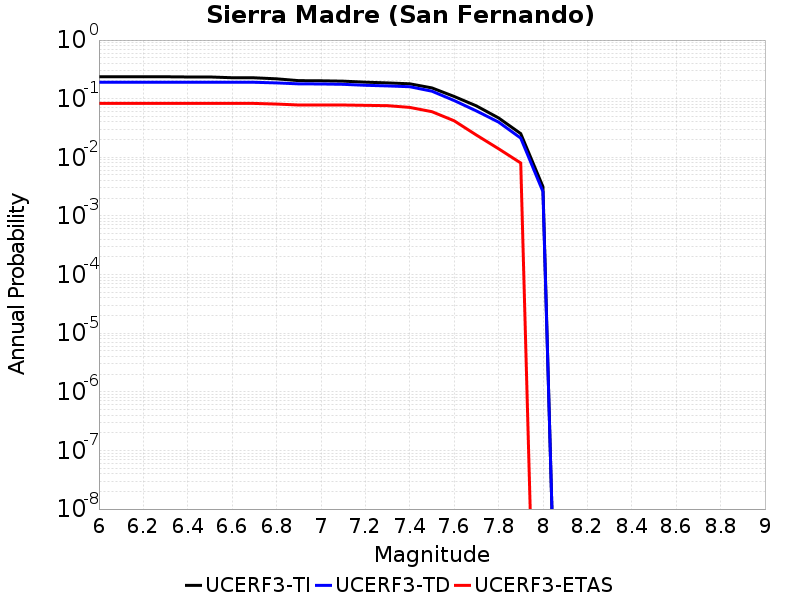 Sierra Madre (San Fernando)
Annual Probability
10^0
10^-1
10^-2
10^-3
10^-4
10^-5
10^-6
10^-7
10^-8
6 6.2 6.4 6.6 6.8 7 7.2 7.4 7.6 7.8 8 8.2 8.4 8.6 8.8 9
Magnitude
UCERF3-TI UCERF3-TD UCERF3-ETAS